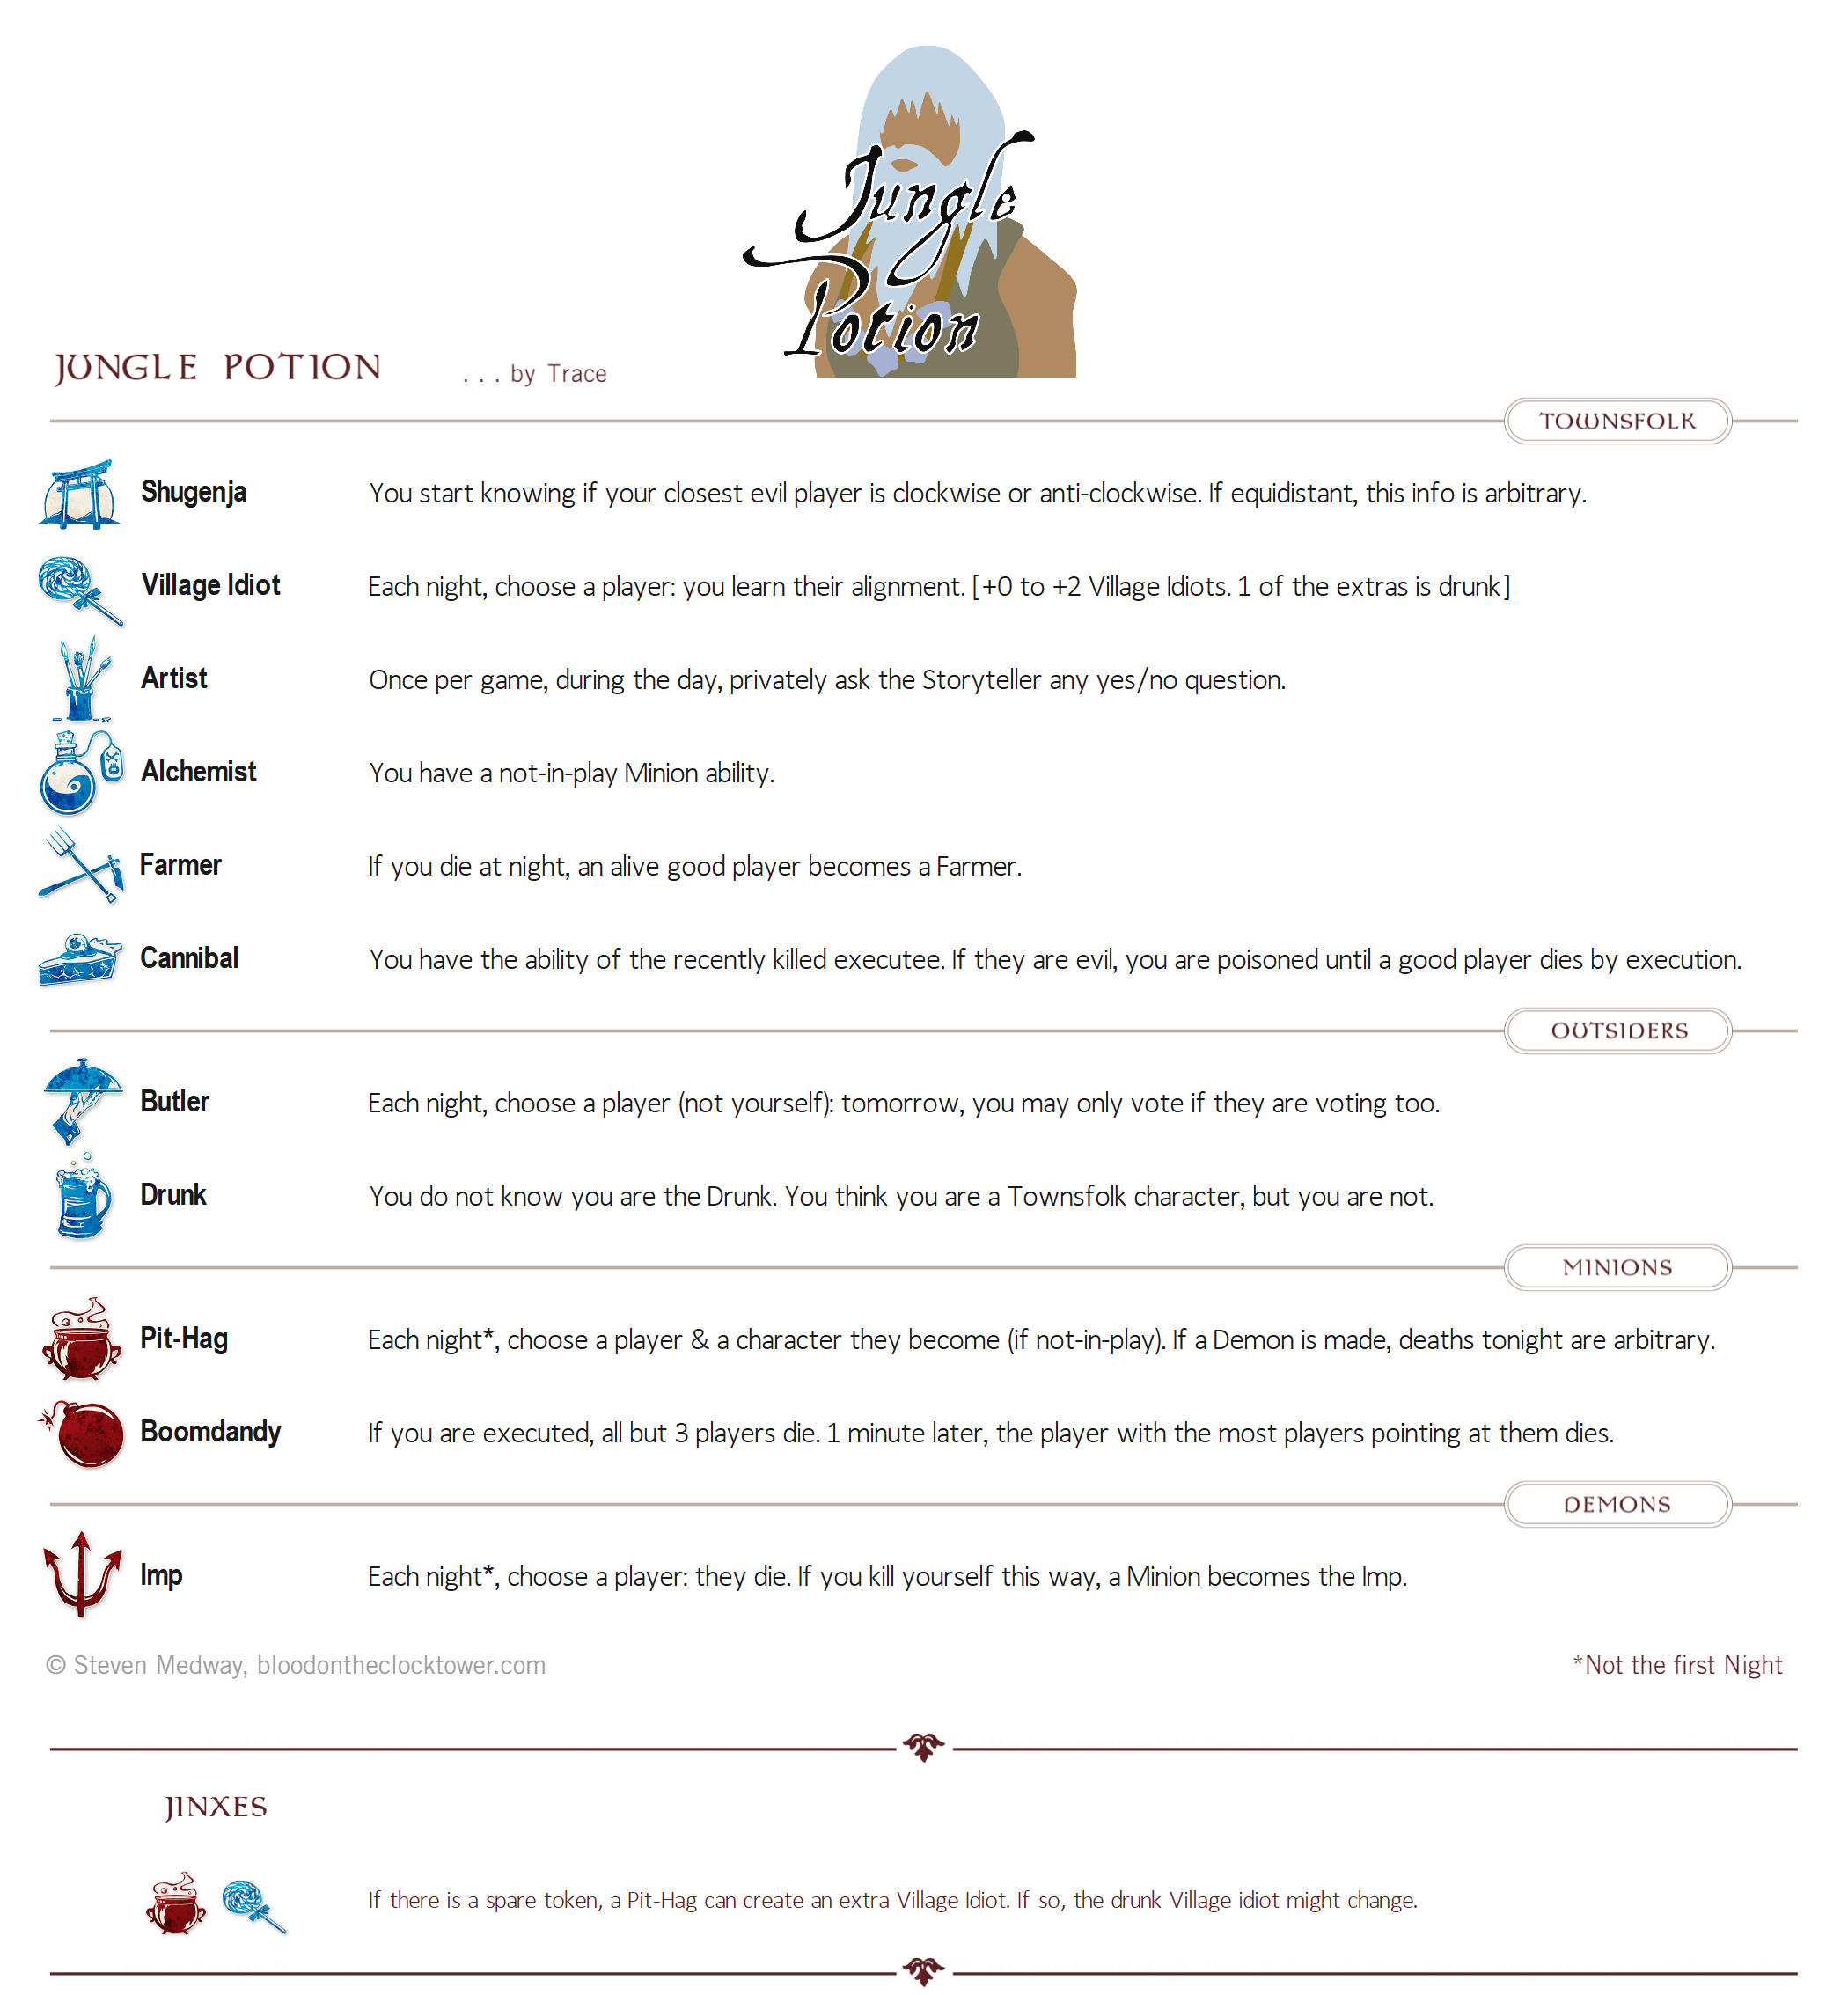 Jungle
Potion
JUNGLE POTION ... by Trace
TOWNSFOLK
Shugenja You start knowing if your closest evil player is clockwise or anti-clockwise. If equidistant, this info is arbitrary.
Village Idiot Each night, choose a player: you learn their alignment. [+0 to +2 Village Idiots. 1 of the extras is drunk]
Artist Once per game, during the day, privately ask the Storyteller any yes/no question.
Alchemist You have a not-in-play Minion ability.
Farmer If you die at night, an alive good player becomes a Farmer.
Cannibal You have the ability of the recently killed executee. If they are evil, you are poisoned until a good player dies by execution.
OUTSIDERS
Butler Each night, choose a player (not yourself): tomorrow, you may only vote if they are voting too.
Drunk You do not know you are the Drunk. You think you are a Townsfolk character, but you are not.
MINIONS
Pit-Hag Each night*, choose a player & a character they become (if not-in-play). If a Demon is made, deaths tonight are arbitrary.
Boomdandy If you are executed, all but 3 players die. 1 minute later, the player with the most players pointing at them dies.
DEMONS
Imp Each night*, choose a player: they die. If you kill yourself this way, a Minion becomes the Imp.
© Steven Medway, bloodontheclocktower.com *Not the first Night
JINXES
If there is a spare token, a Pit-Hag can create an extra Village Idiot. If so, the drunk Village idiot might change.